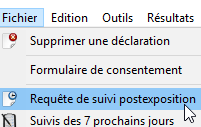 Fichier Edition Outils Résultats
Supprimer une déclaration
Formulaire de consentement
Requête de suivi postexposition
Suivis des 7 prochains jours